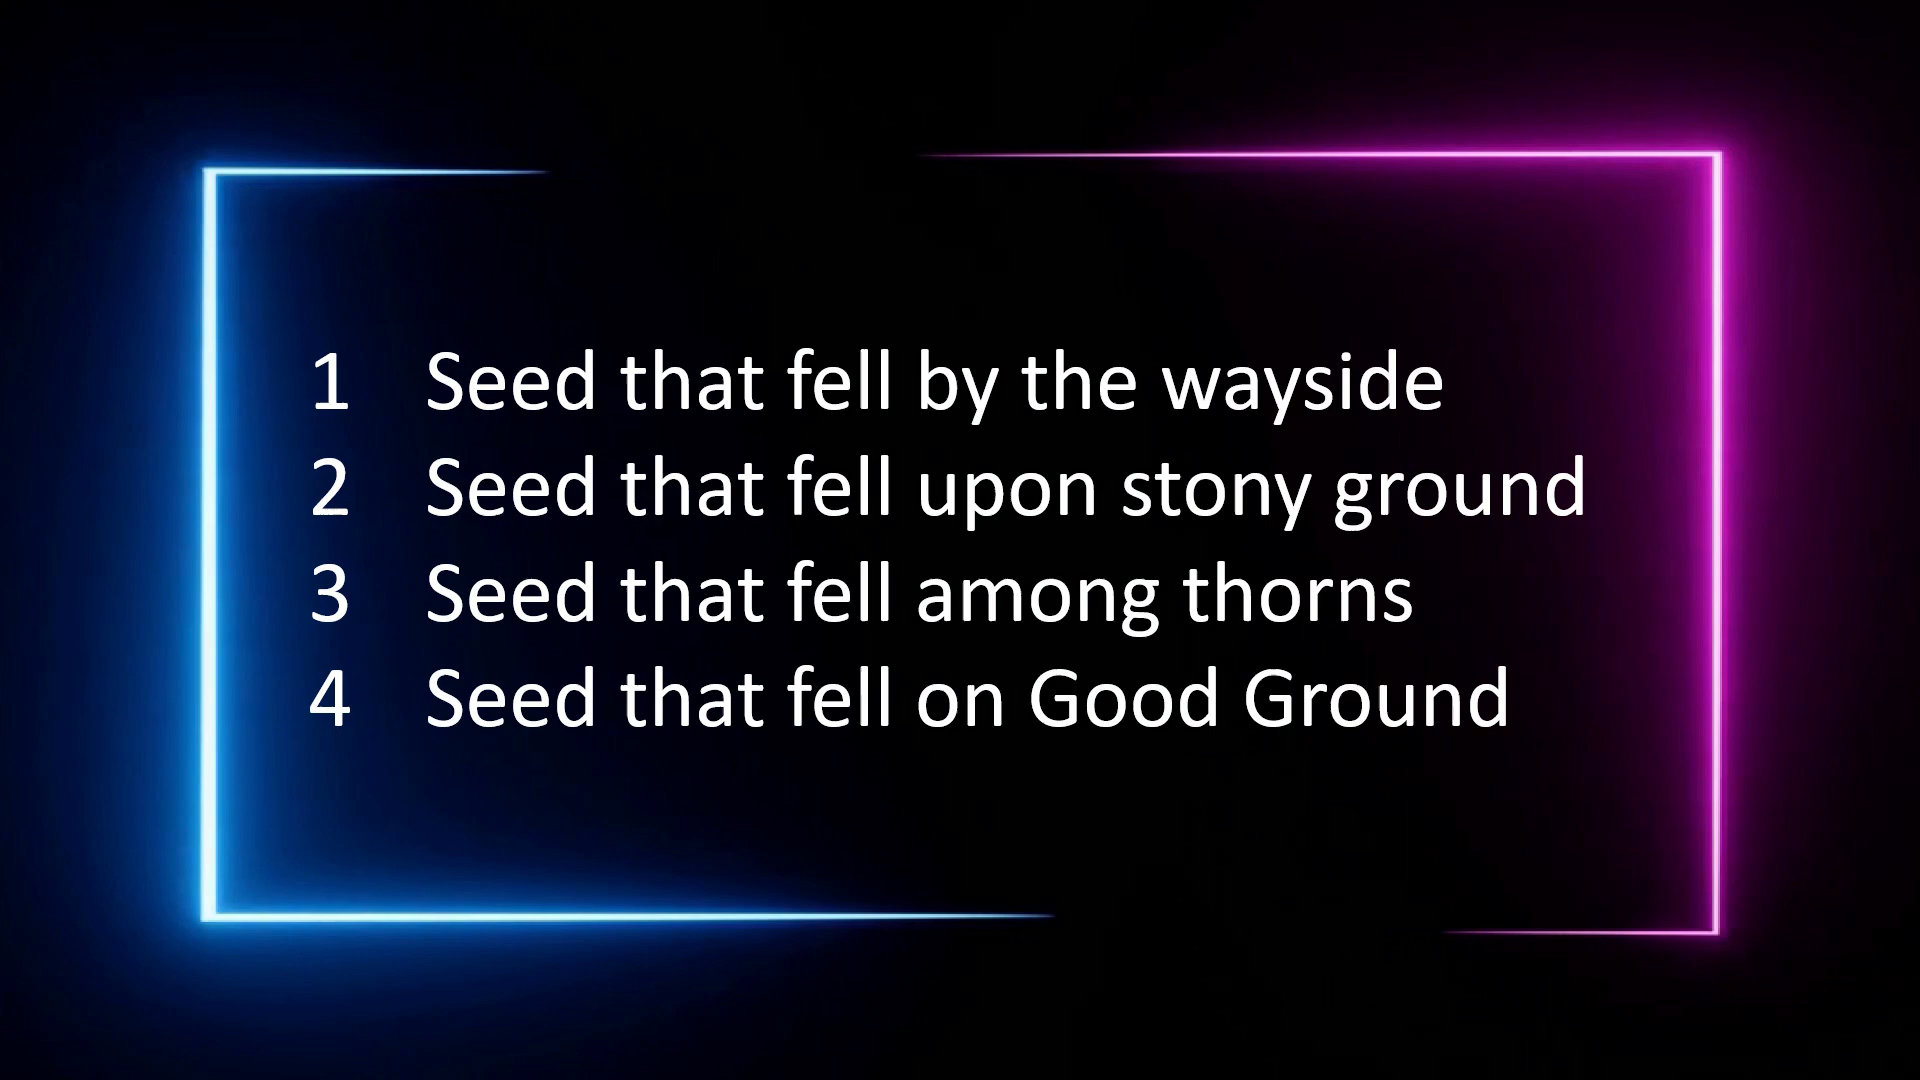 1 Seed that fell by the wayside
2 Seed that fell upon stony ground
3 Seed that fell among thorns
4 Seed that fell on Good Ground